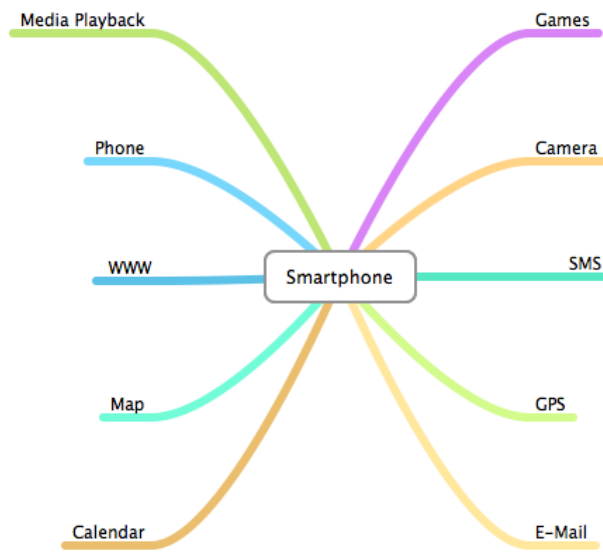 Media Playback
Games
Phone
Camera
WWW
Smartphone
SMS
Map
GPS
Calendar
E-Mail